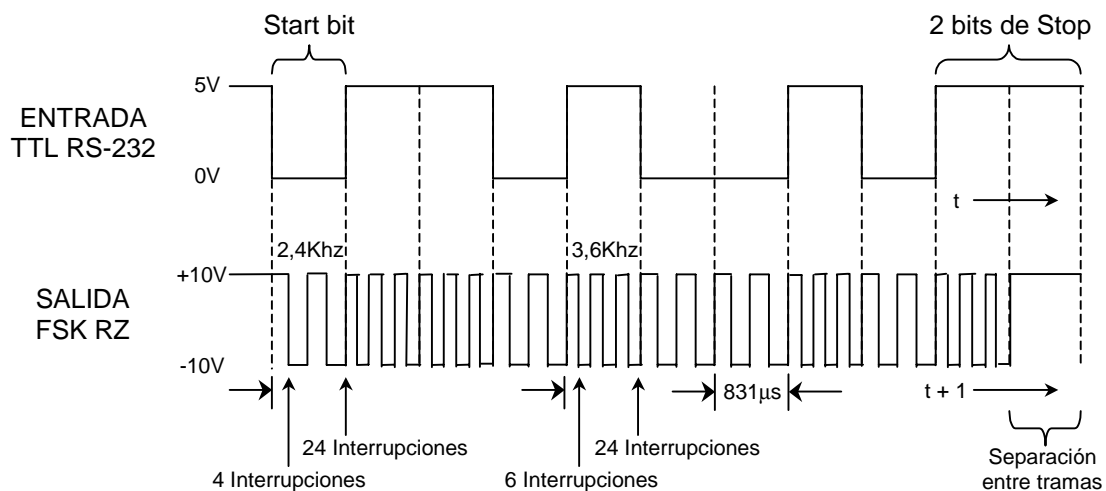 Start bit
2 bits de Stop
5V
ENTRADA
TTL RS-232
0V
t
2,4Khz
3,6Khz
+10V
SALIDA
FSK RZ
-10V
831µs
t + 1
24 Interrupciones
24 Interrupciones
4 Interrupciones
6 Interrupciones
Separación
entre tramas